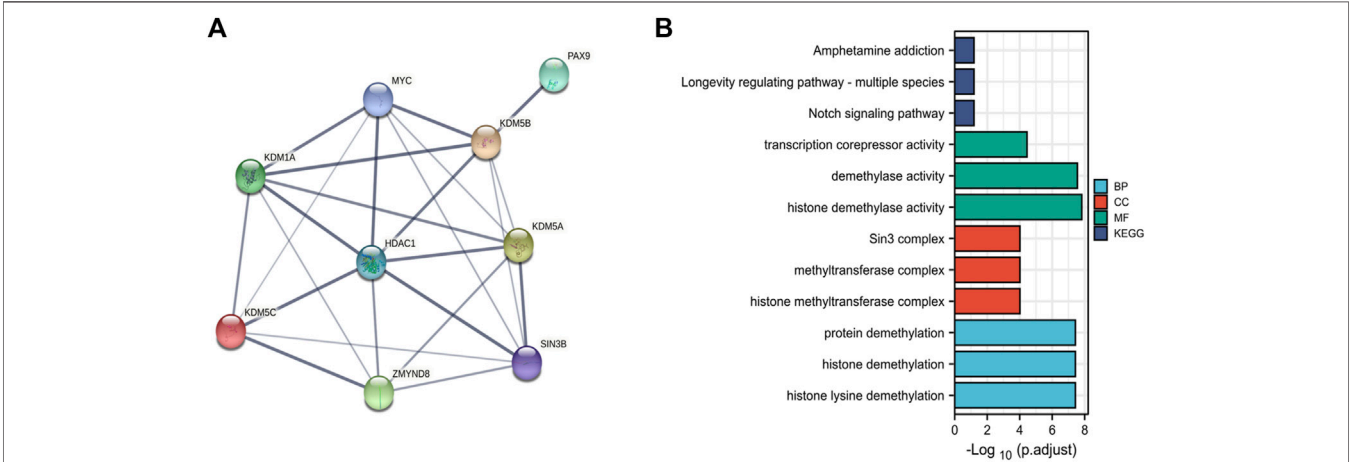 A
PAX9
MYC
KDM5B
KDM1A
KDM5A
HDAC1
KDM5C
SIN3B
ZMYND8
B
Amphetamine addiction
Longevity regulating pathway - multiple species
Notch signaling pathway
transcription corepressor activity
demethylase activity
histone demethylase activity
Sin3 complex
methyltransferase complex
histone methyltransferase complex
protein demethylation
histone demethylation
histone lysine demethylation
0 2 4 6 8
-Log 10 (p.adjust)
BP
CC
MF
KEGG